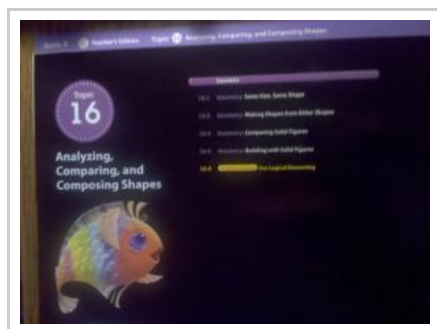 Teacher's Edition Topic 16 Analyzing, Comparing, and Composing Shapes
Lessons
Topic
16
16-1 Geometry: Same Size, Same Shape
16-2 Geometry: Making Shapes from Other Shapes
16-3 Geometry: Comparing Solid Figures
16-4 Geometry: Building with Solid Figures
16-5 Use Logical Reasoning
Analyzing,
Comparing, and
Composing Shapes